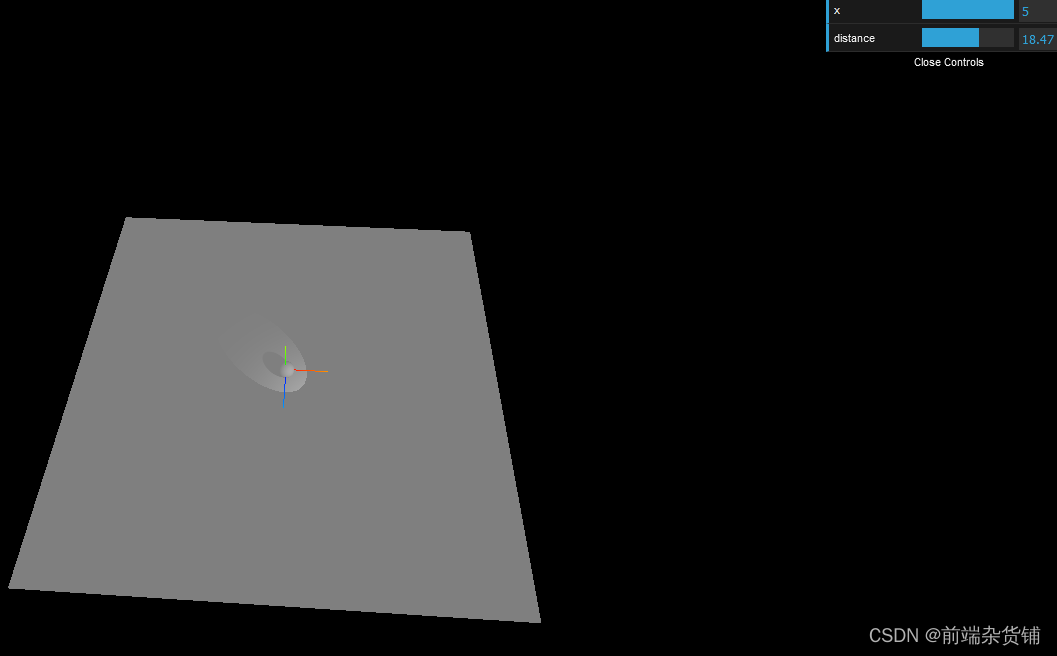 x 5
distance 18.47
Close Controls
CSDN @前端杂货铺